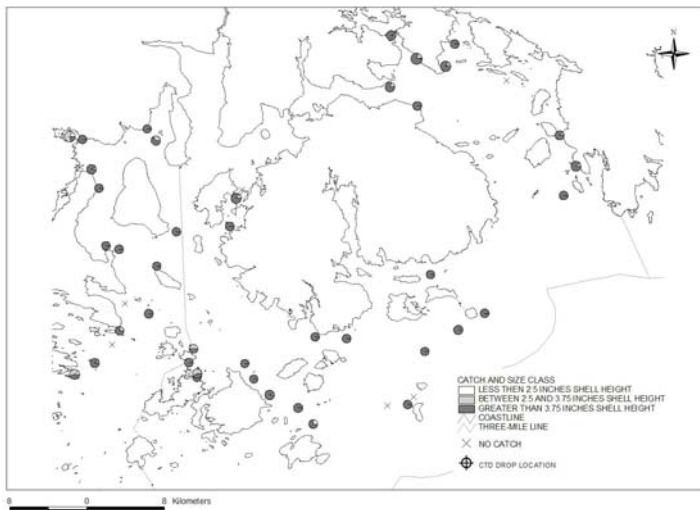 N
CATCH AND SIZE CLASS
LESS THEN 2.5 INCHES SHELL HEIGHT
BETWEEN 2.5 AND 3.75 INCHES SHELL HEIGHT
GREATER THAN 3.75 INCHES SHELL HEIGHT
COASTLINE
THREE-MILE LINE
NO CATCH
CTD DROP LOCATION
8 0 8 Kilometers